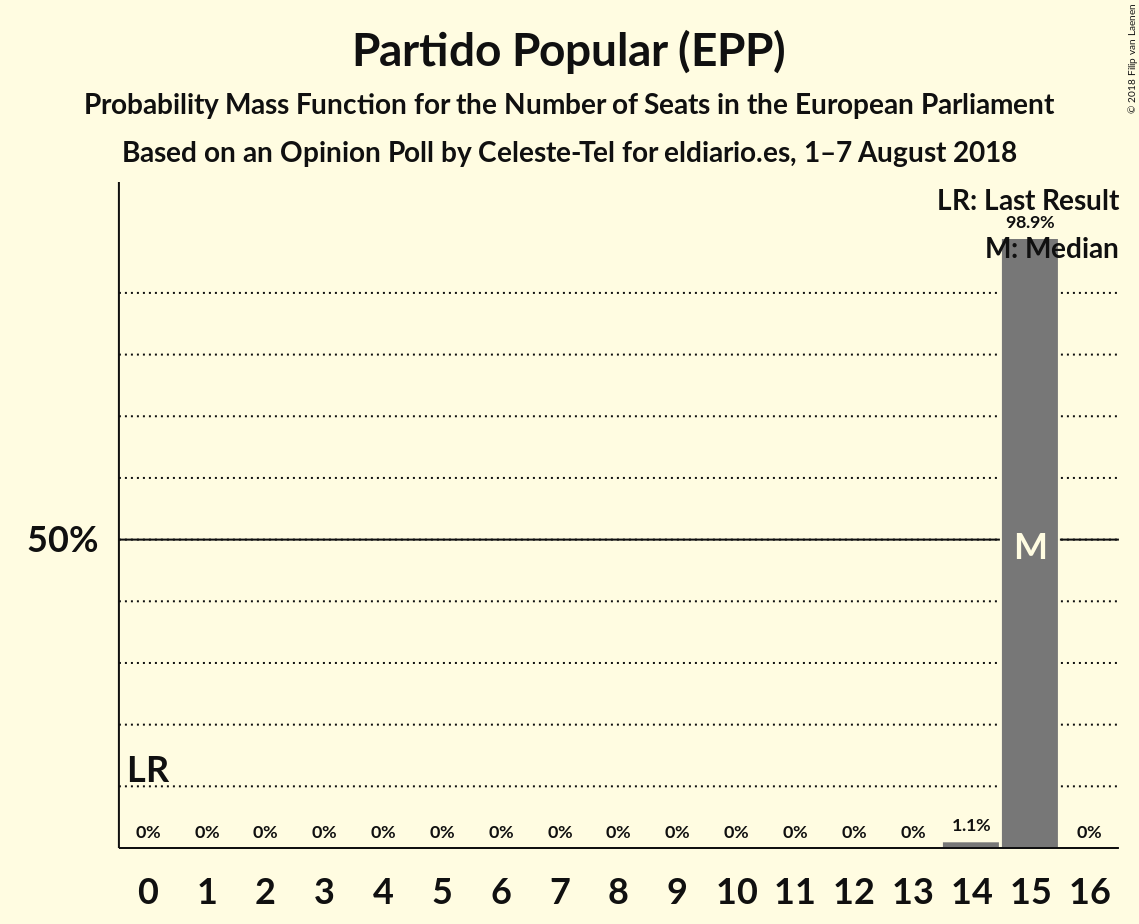 Partido Popular (EPP)
Probability Mass Function for the Number of Seats in the European Parliament
Based on an Opinion Poll by Celeste-Tel for eldiario.es, 1–7 August 2018
© 2018 Filip van Laenen
LR: Last Result
98.9%
M: Median
50%
M
LR
0% 0% 0% 0% 0% 0% 0% 0% 0% 0% 0% 0% 0% 0% 1.1% 0%
0 1 2 3 4 5 6 7 8 9 10 11 12 13 14 15 16